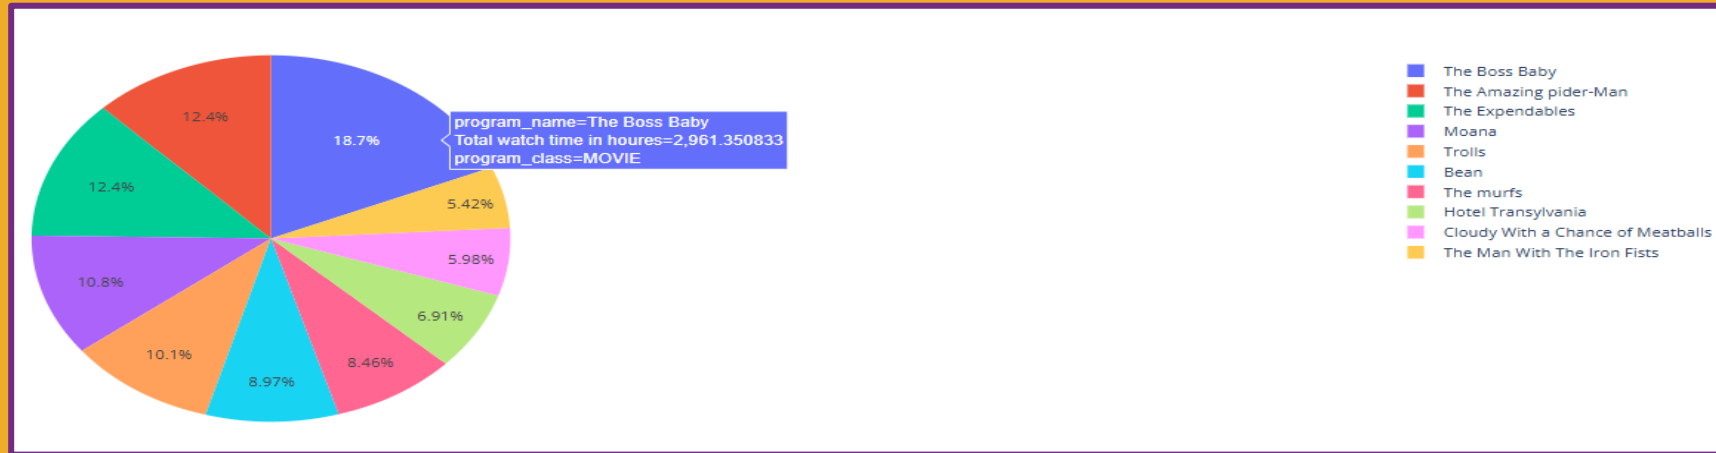 12.4%
18.7%
program_name=The Boss Baby
Total watch time in houres=2,961.350833
program_class=MOVIE
12.4%
5.42%
5.98%
10.8%
6.91%
10.1%
8.46%
8.97%
The Boss Baby
The Amazing pider-Man
The Expendables
Moana
Trolls
Bean
The murfs
Hotel Transylvania
Cloudy With a Chance of Meatballs
The Man With The Iron Fists